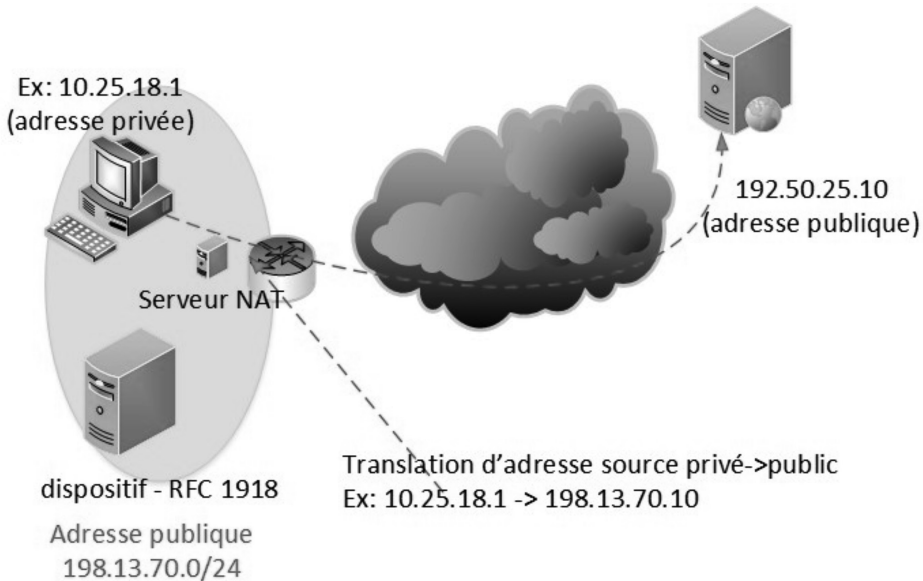 Ex: 10.25.18.1
(adresse privée)
192.50.25.10
(adresse publique)
Serveur NAT
Translation d’adresse source privé->public
Ex: 10.25.18.1 -> 198.13.70.10
dispositif - RFC 1918
Adresse publique
198.13.70.0/24